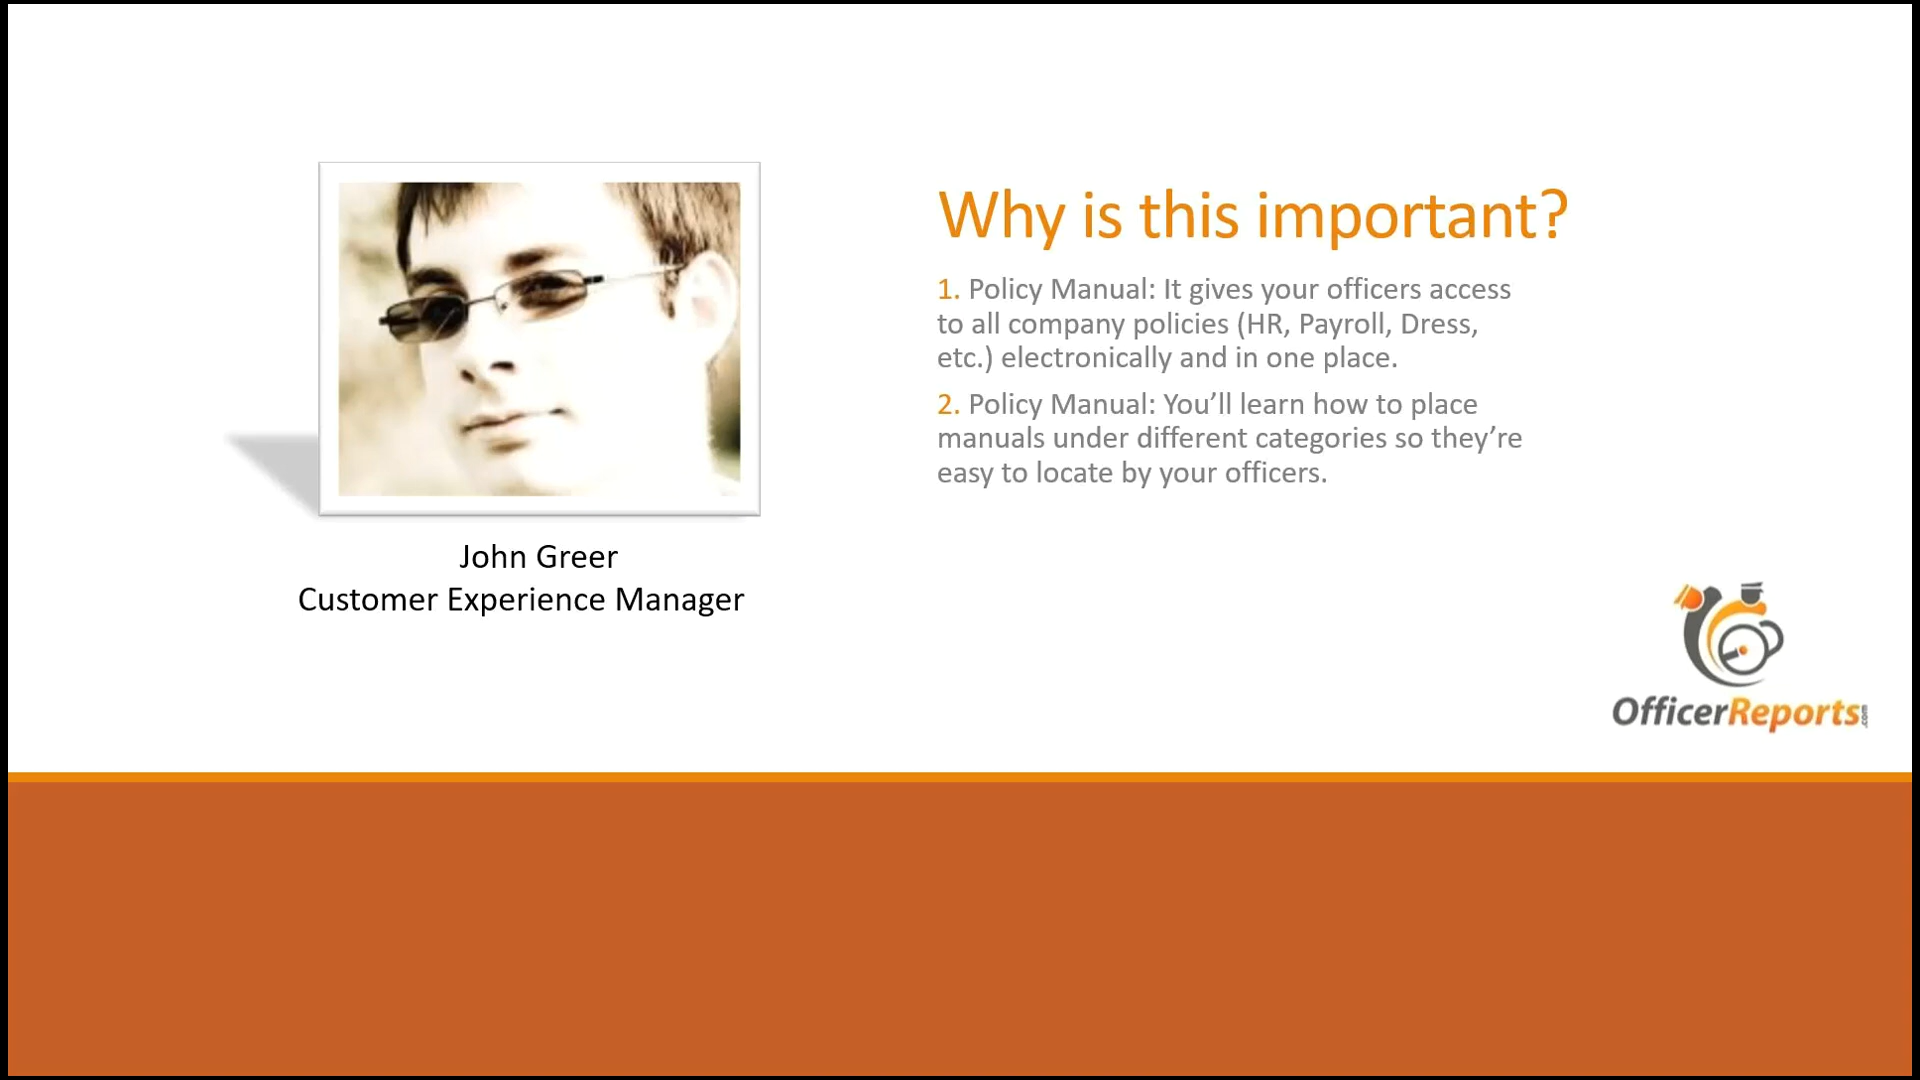 Why is this important?
1. Policy Manual: It gives your officers access
to all company policies (HR, Payroll, Dress,
etc.) electronically and in one place.
2. Policy Manual: You’ll learn how to place
manuals under different categories so they’re
easy to locate by your officers.
John Greer
Customer Experience Manager
OfficerReports.com